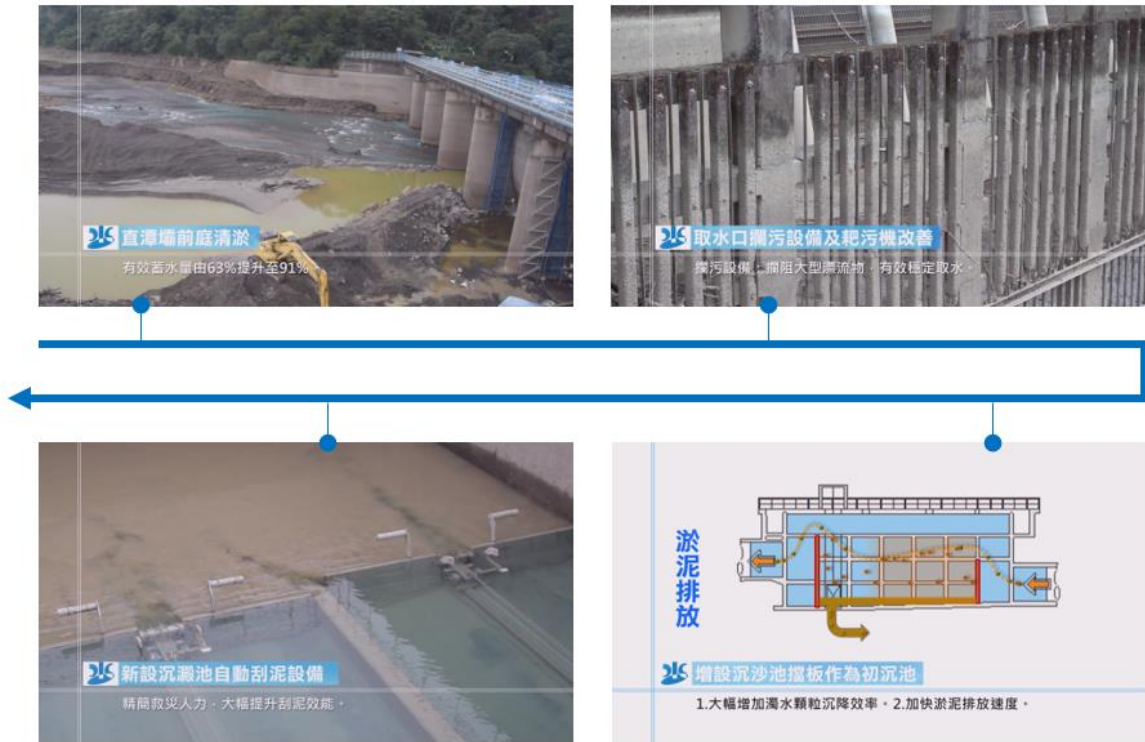 直潭壩前庭清淤
有效蓄水量由63%提升至91%
取水口攔污設備及耙污機改善
攔污設備：攔阻大型漂流物，有效穩定取水。
淤泥排放
增設沉沙池擋板作為初沉池
1.大幅增加濁水顆粒沉降效率。2.加快淤泥排放速度。
新設沉澱池自動刮泥設備
精簡救災人力，大幅提升刮泥效能。